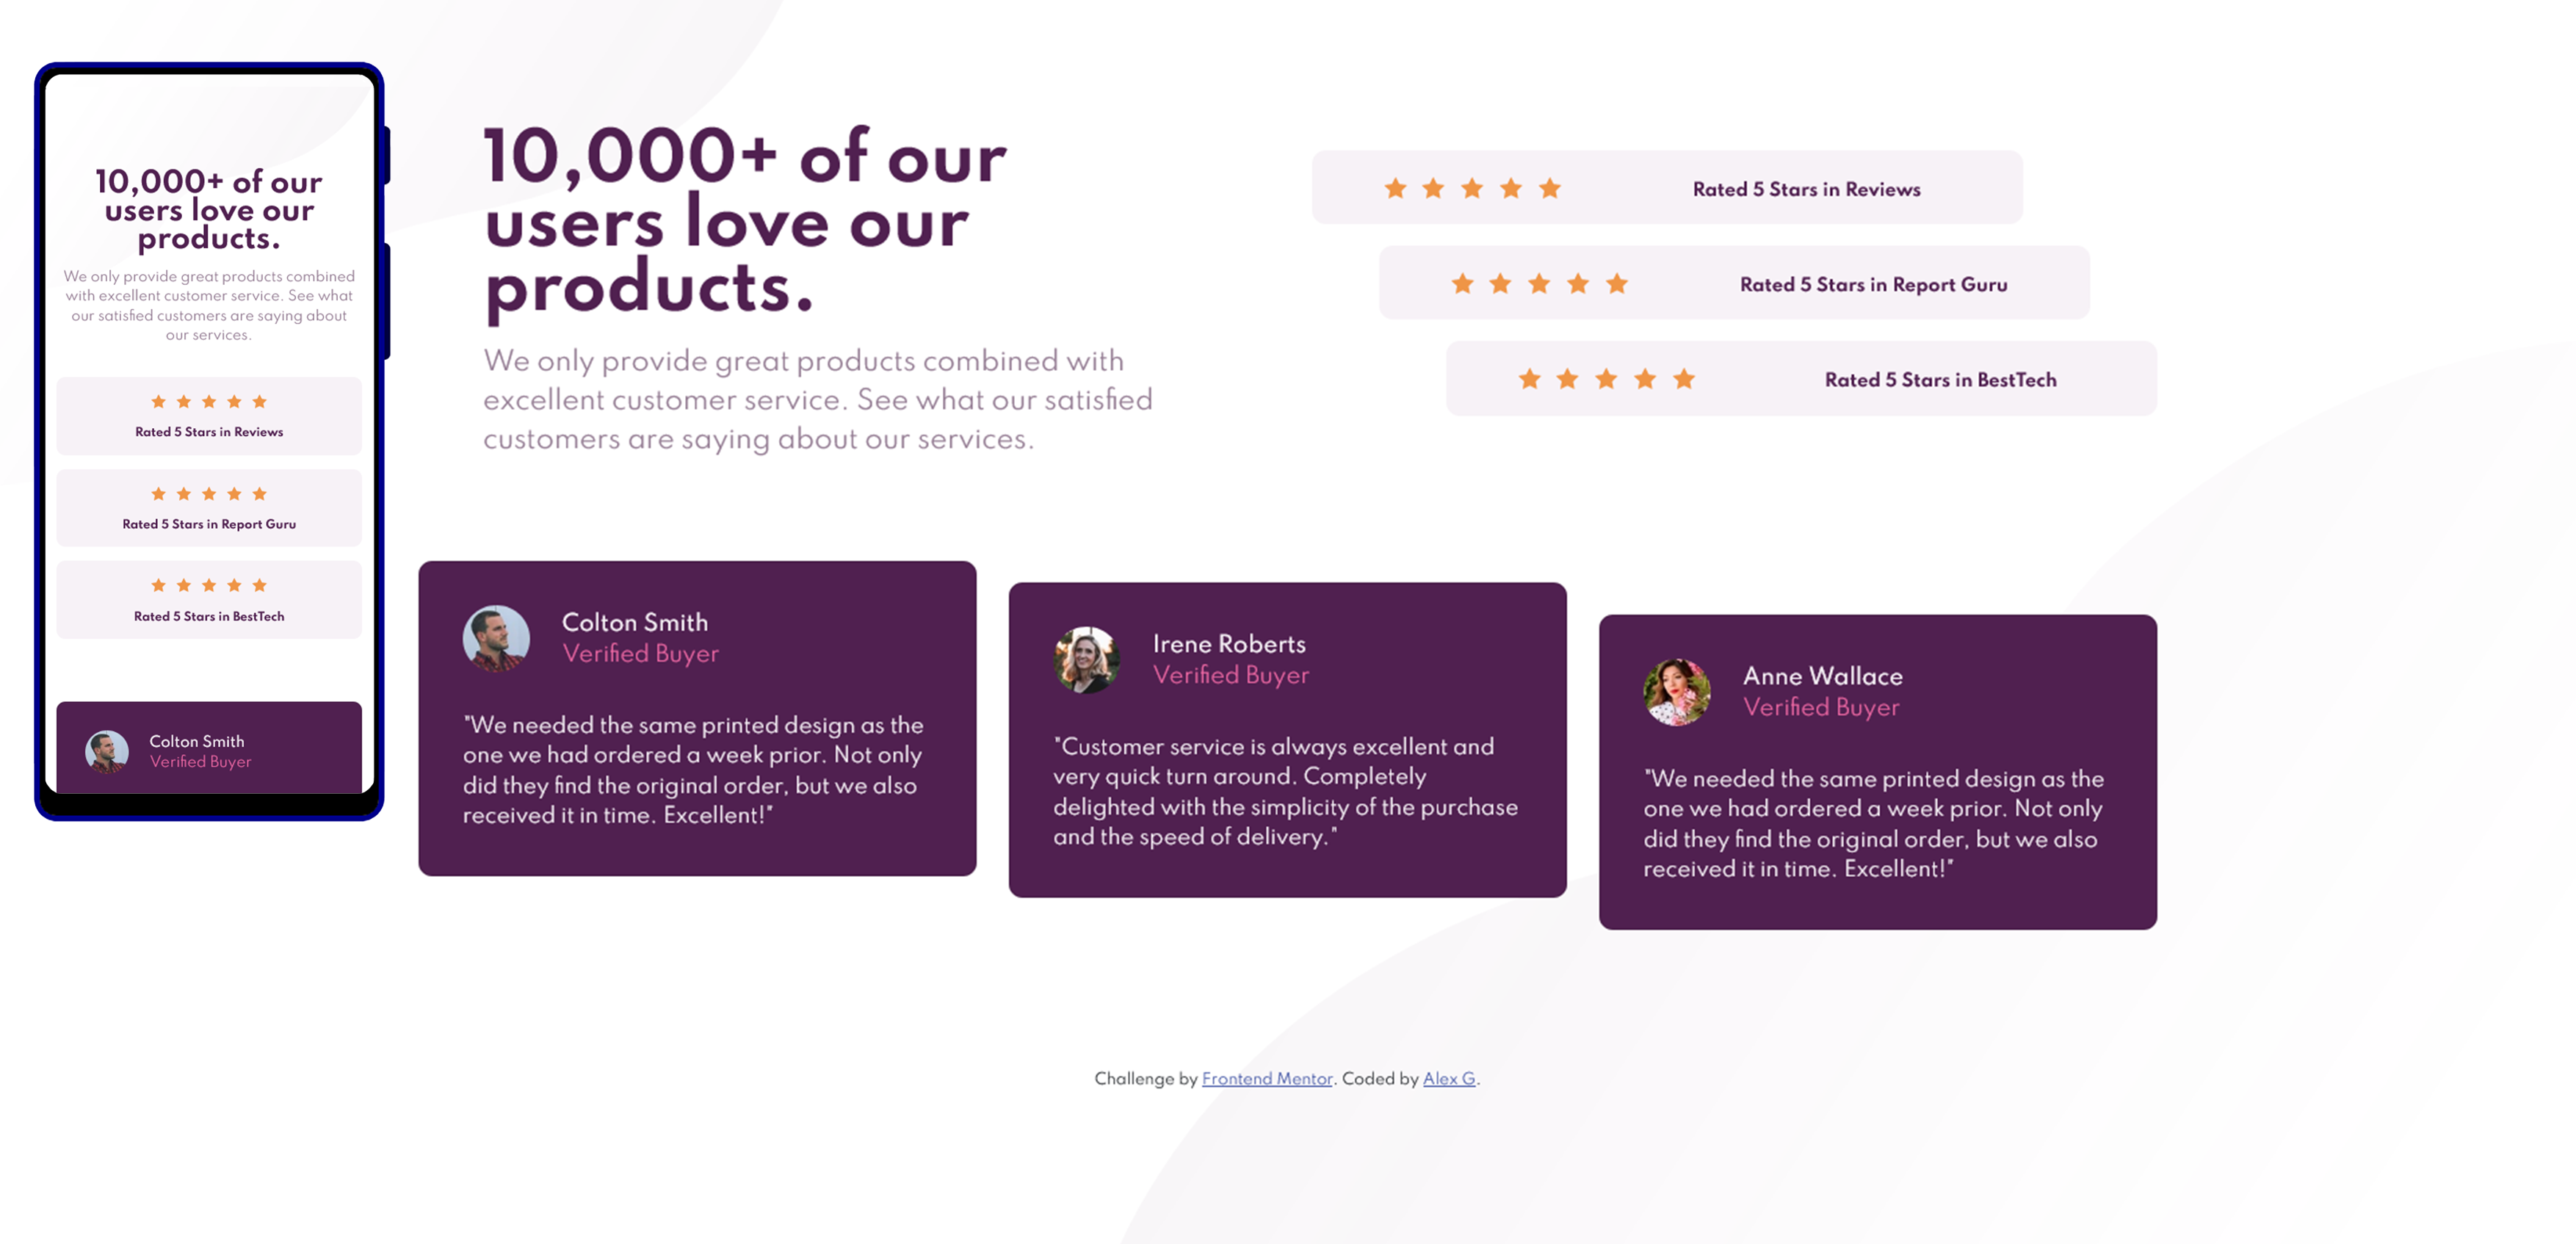 10,000+ of our
users love our
products.
We only provide great products combined
with excellent customer service. See what
our satisfied customers are saying about
our services.
Rated 5 Stars in Reviews
Rated 5 Stars in Report Guru
Rated 5 Stars in BestTech
Colton Smith
Verified Buyer
10,000+ of our
users love our
products.
We only provide great products combined with
excellent customer service. See what our satisfied
customers are saying about our services.
Rated 5 Stars in Reviews
Rated 5 Stars in Report Guru
Rated 5 Stars in BestTech
Colton Smith
Verified Buyer
"We needed the same printed design as the
one we had ordered a week prior. Not only
did they find the original order, but we also
received it in time. Excellent!"
Irene Roberts
Verified Buyer
"Customer service is always excellent and
very quick turn around. Completely
delighted with the simplicity of the purchase
and the speed of delivery."
Anne Wallace
Verified Buyer
"We needed the same printed design as the
one we had ordered a week prior. Not only
did they find the original order, but we also
received it in time. Excellent!"
Challenge by Frontend Mentor. Coded by Alex G.